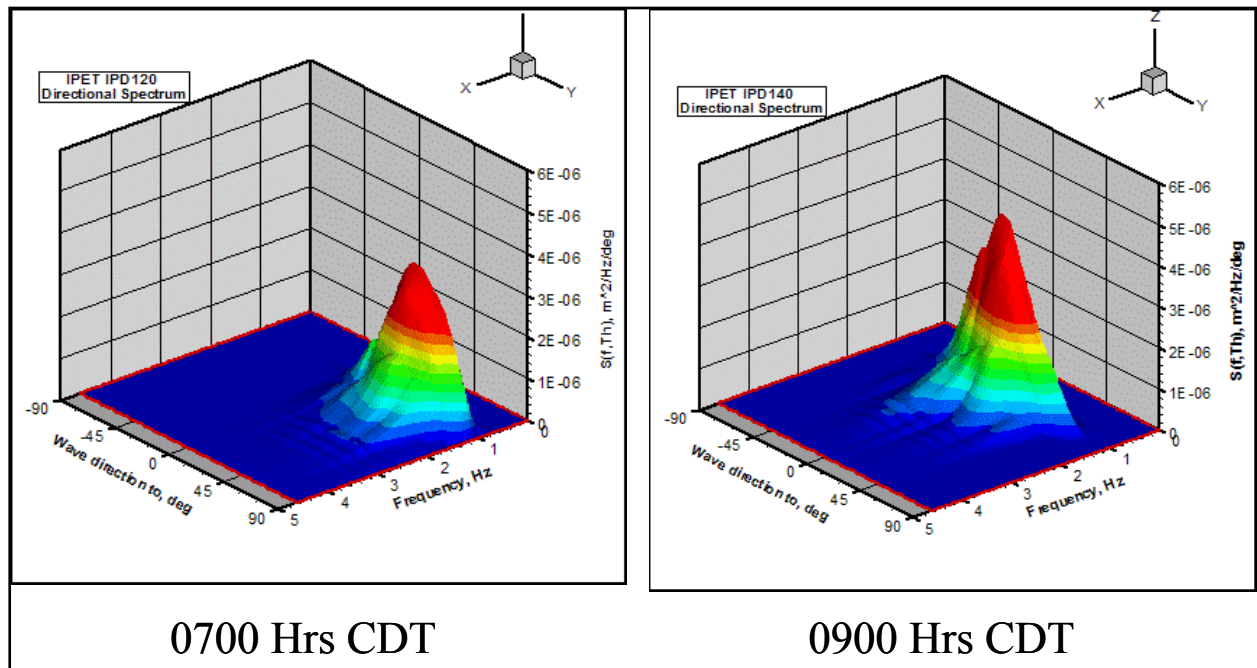 X
Y
IPET IPD120
Directional Spectrum
6E-06
5E-06
4E-06
3E-06
2E-06
1E-06
0
S(f,Th), m^2/Hz/deg
-90
-45
0
45
90
Wave direction to, deg
5
4
3
2
1
0
Frequency, Hz
Z
X
Y
IPET IPD140
Directional Spectrum
6E-06
5E-06
4E-06
3E-06
2E-06
1E-06
0
S(f,Th), m^2/Hz/deg
-90
-45
0
45
90
Wave direction to, deg
5
4
3
2
1
0
Frequency, Hz
0700 Hrs CDT
0900 Hrs CDT